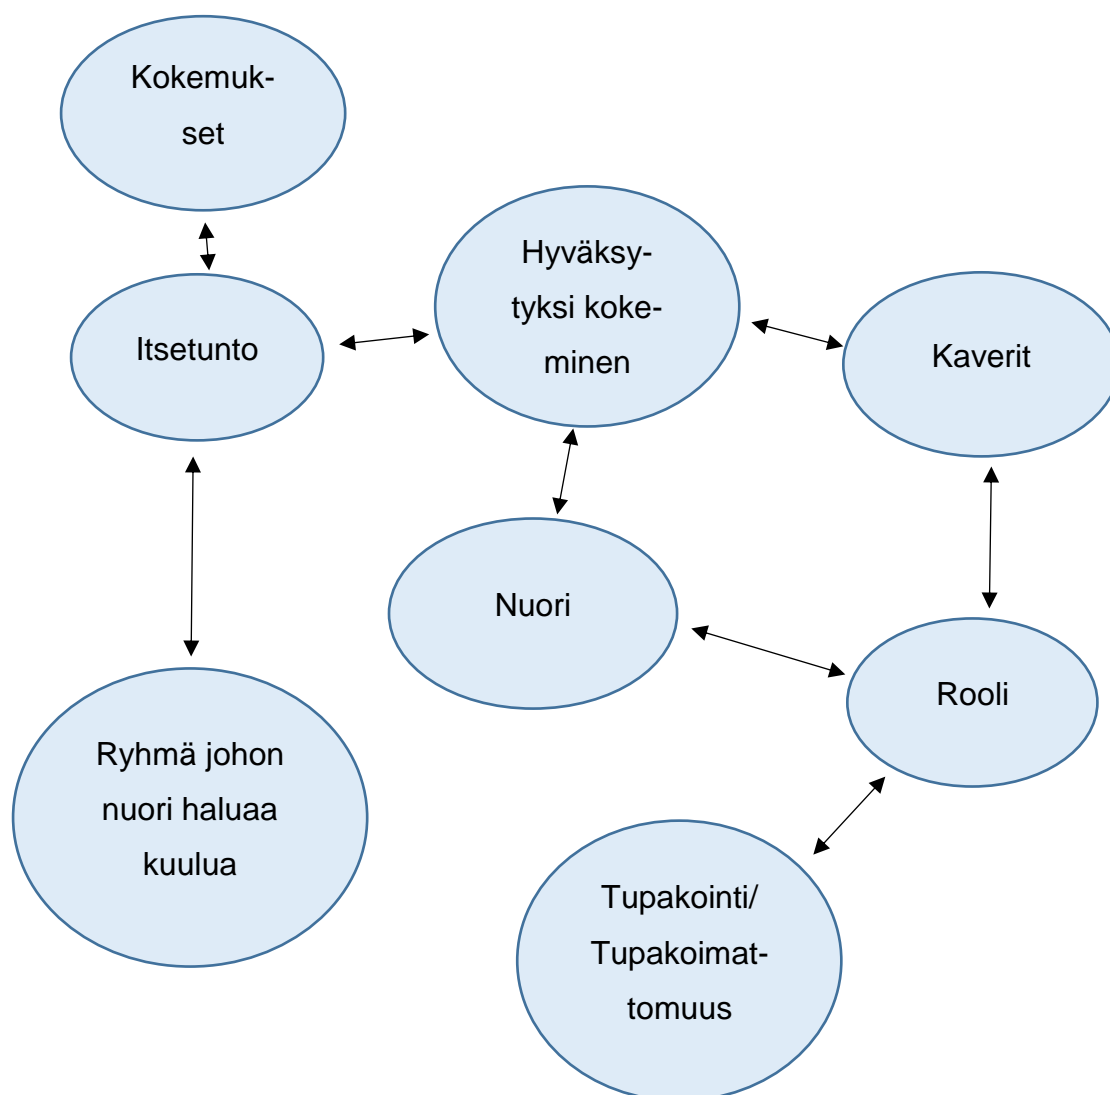 Kokemuk-
set
Hyväksy-
tyksi koke-
minen
Itsetunto
Kaverit
Nuori
Rooli
Ryhmä johon
nuori haluaa
kuulua
Tupakointi/
Tupakoimat-
tomuus